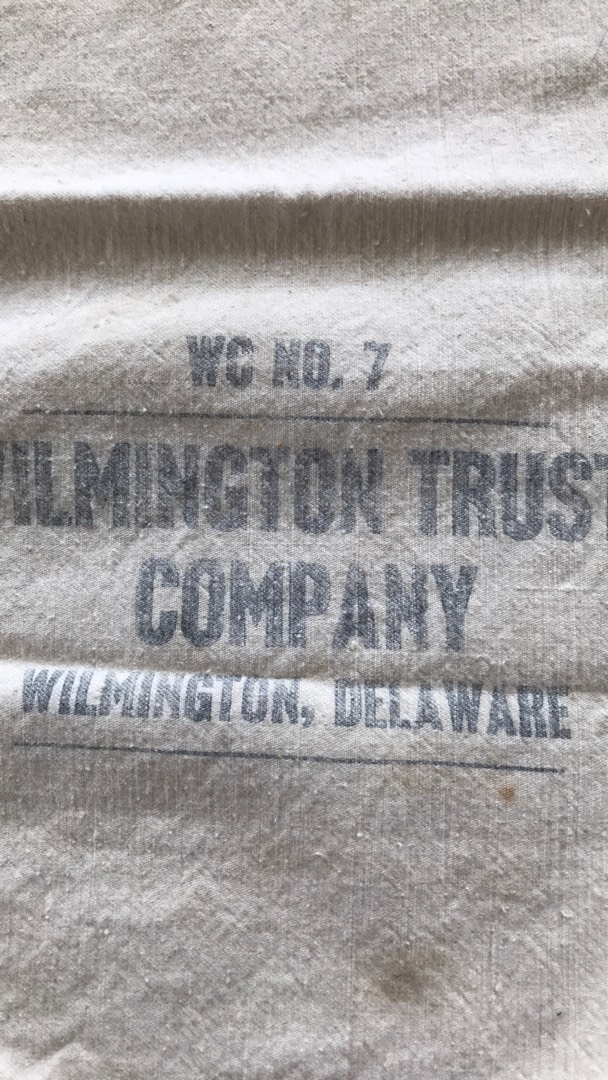 WC NO. 7
WILMINGTON TRUST
COMPANY
WILMINGTON, DELAWARE